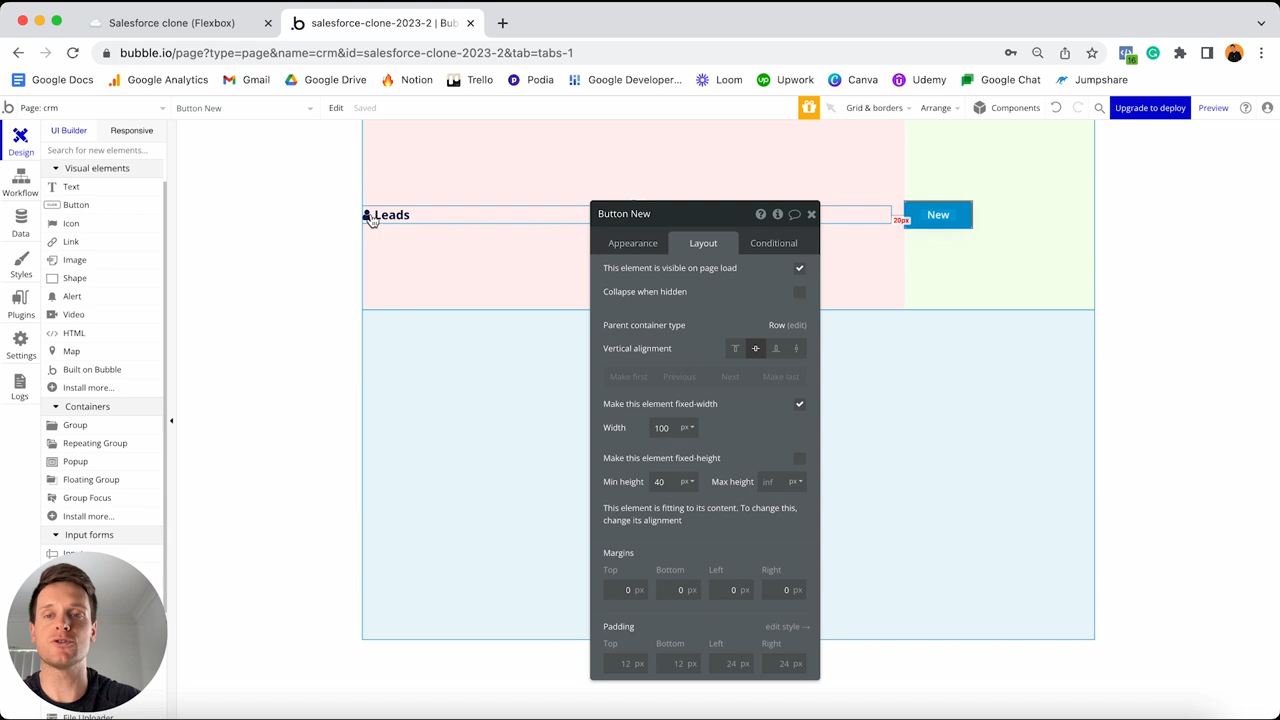 Salesforce clone (Flexbox)
salesforce-clone-2023-2 | Bub
bubble.io/page?type=page&name=crm&id=salesforce-clone-2023-2&tab=tabs-1
16
Google Docs
Google Analytics
Gmail
Google Drive
Notion
Trello
Podia
Google Developer...
Loom
Upwork
Canva
Udemy
Google Chat
Jumpshare
Page: crm
Button New
Edit
Saved
Grid & borders
Arrange
Components
Upgrade to deploy
Preview
Design
Workflow
Data
Styles
Plugins
Settings
Logs
UI Builder
Responsive
Search for new elements...
Visual elements
Text
Button
Icon
Link
Image
Shape
Alert
Video
HTML
Map
Built on Bubble
Install more...
Containers
Group
Repeating Group
Popup
Floating Group
Group Focus
Install more...
Input forms
File Uploader
Leads
20px
New
Button New
Appearance
Layout
Conditional
This element is visible on page load
Collapse when hidden
Parent container type
Row (edit)
Vertical alignment
Make first
Previous
Next
Make last
Make this element fixed-width
Width
100 px
Make this element fixed-height
Min height
40 px
Max height
inf px
This element is fitting to its content. To change this,
change its alignment
Margins
Top
Bottom
Left
Right
0 px
0 px
0 px
0 px
Padding
edit style →
Top
Bottom
Left
Right
12 px
12 px
24 px
24 px